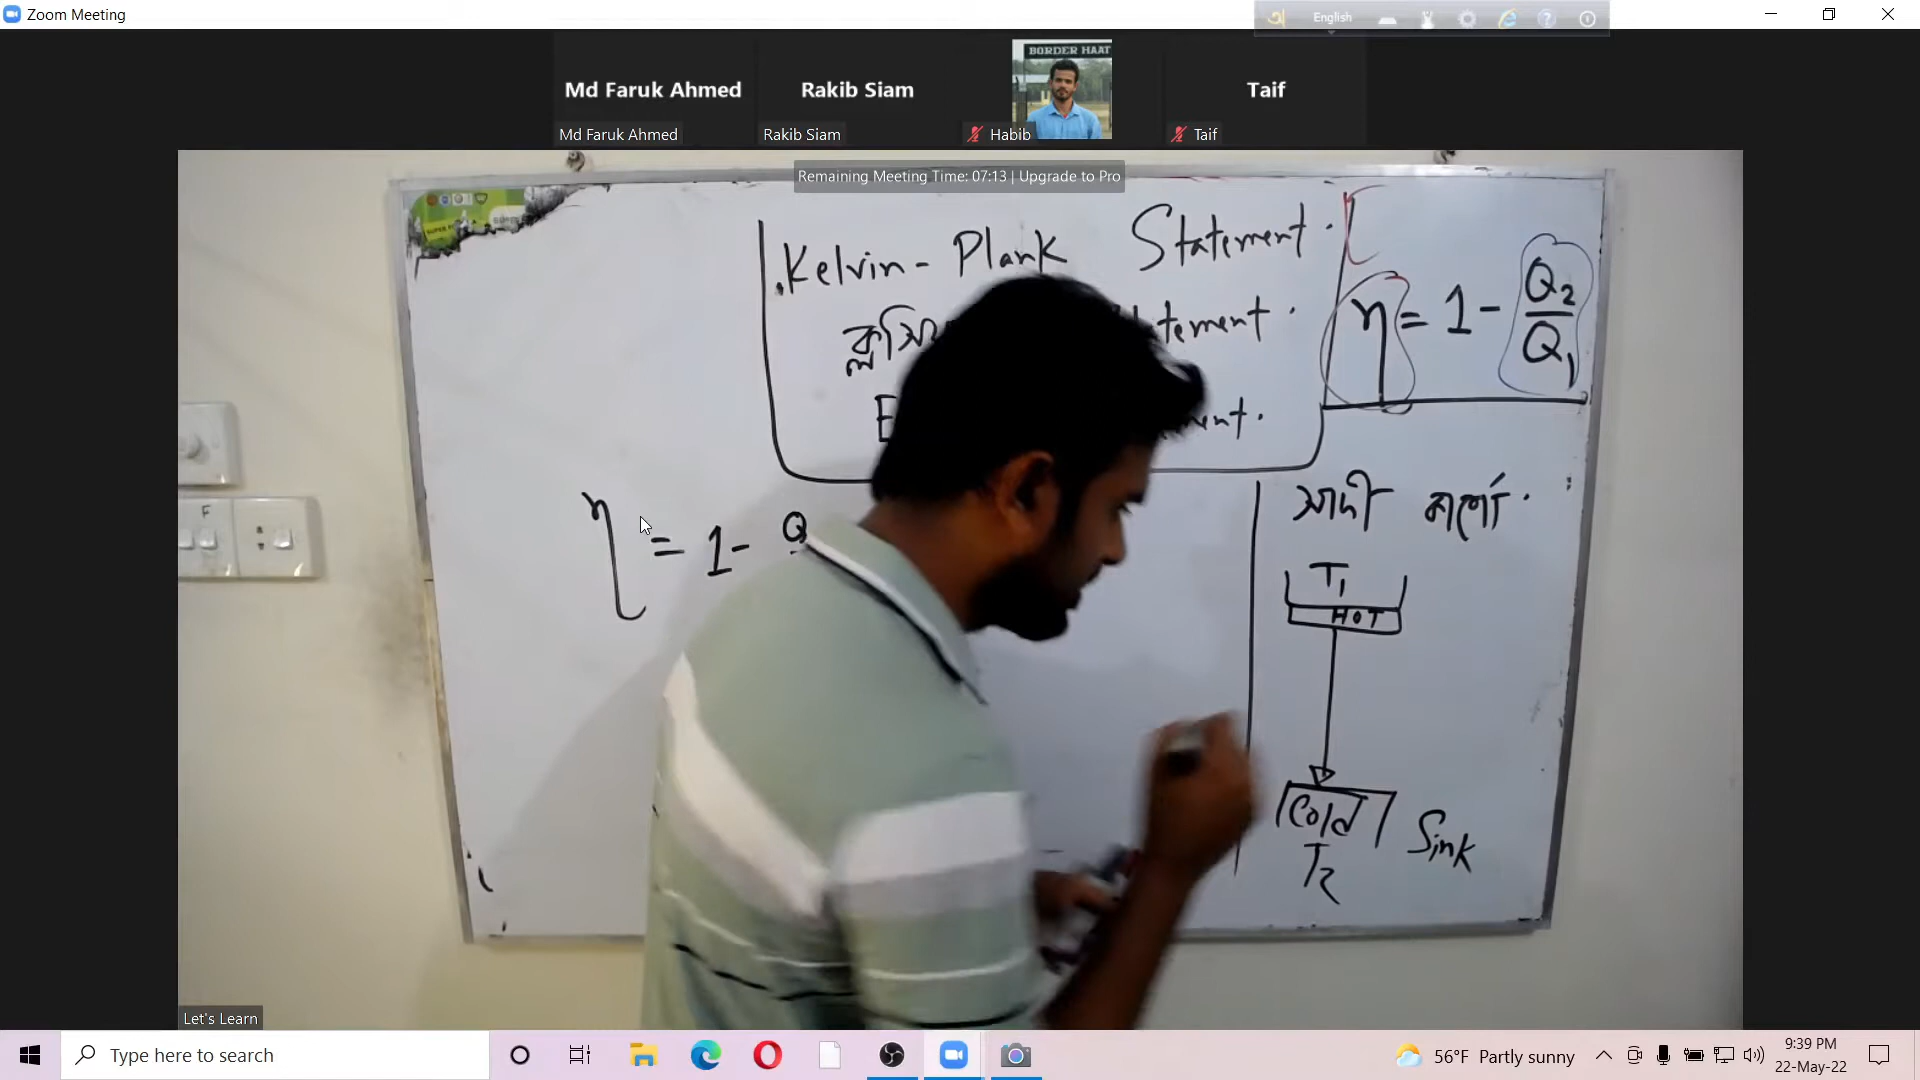 Zoom Meeting
English
BORDER HAAT
Md Faruk Ahmed
Rakib Siam
Taif
Md Faruk Ahmed
Rakib Siam
Habib
Taif
Remaining Meeting Time: 07:13 | Upgrade to Pro
Kelvin - Plank Statement.
η = 1 - Q2/Q1
η = 1 - Q
T1
HOT
Cold
T2
Sink
F
Let's Learn
Type here to search
56°F Partly sunny
9:39 PM
22-May-22